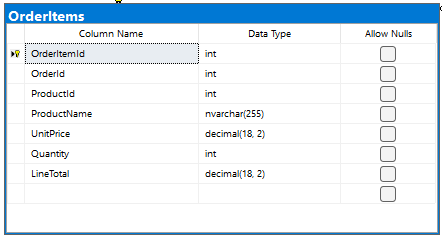 OrderItems
Column Name Data Type Allow Nulls
OrderItemId int
OrderId int
ProductId int
ProductName nvarchar(255)
UnitPrice decimal(18, 2)
Quantity int
LineTotal decimal(18, 2)